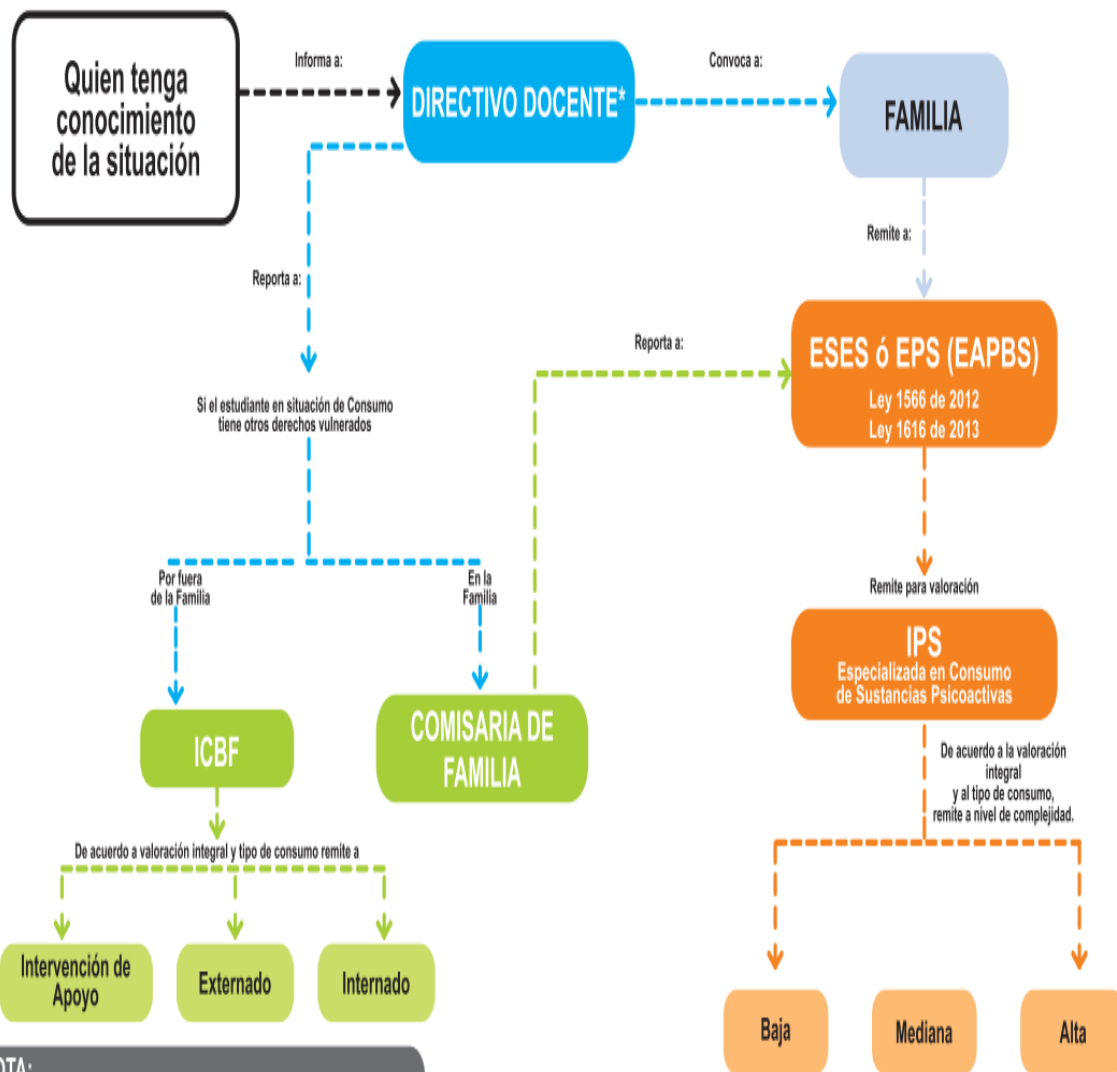 Quien tenga
conocimiento
de la situación
Informa a:
DIRECTIVO DOCENTE*
Convoca a:
FAMILIA
Remite a:
Reporta a:
Reporta a:
ESES ó EPS (EAPBS)
Ley 1566 de 2012
Ley 1616 de 2013
Si el estudiante en situación de Consumo
tiene otros derechos vulnerados
Por fuera
de la Familia
En la
Familia
Remite para valoración
IPS
Especializada en Consumo
de Sustancias Psicoactivas
ICBF
COMISARIA DE
FAMILIA
De acuerdo a la valoración
integral
y al tipo de consumo,
remite a nivel de complejidad.
De acuerdo a valoración integral y tipo de consumo remite a
Intervención de
Apoyo
Externado
Internado
Baja
Mediana
Alta
OTA: